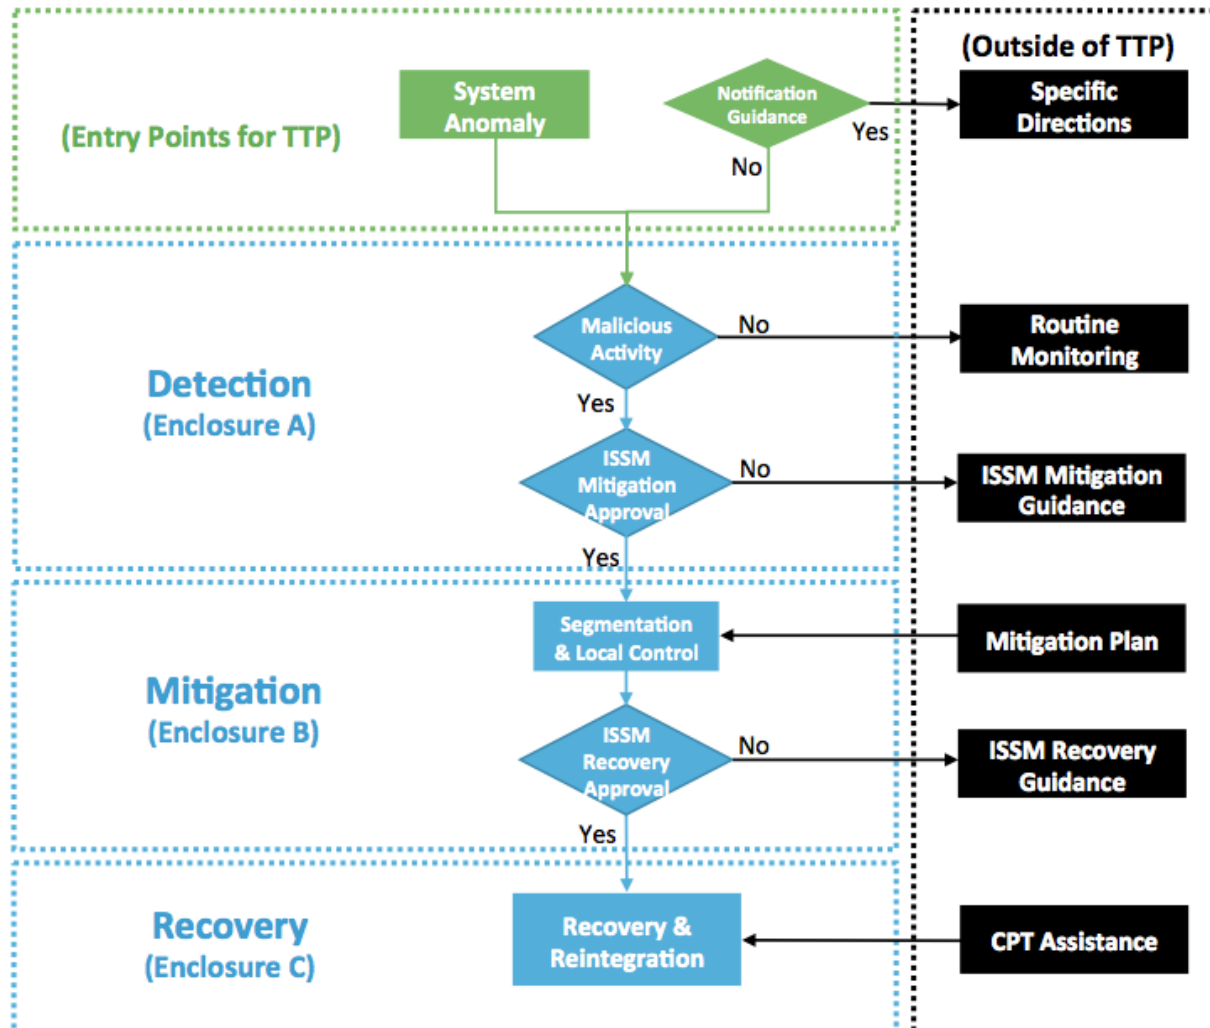 (Outside of TTP)
System
Anomaly
Notification
Guidance
Yes
Specific
Directions
(Entry Points for TTP)
No
Malicious
Activity
No
Routine
Monitoring
Detection
(Enclosure A)
Yes
ISSM
Mitigation
Approval
No
ISSM Mitigation
Guidance
Yes
Segmentation
& Local Control
Mitigation Plan
Mitigation
(Enclosure B)
ISSM
Recovery
Approval
No
ISSM Recovery
Guidance
Yes
Recovery
(Enclosure C)
Recovery &
Reintegration
CPT Assistance